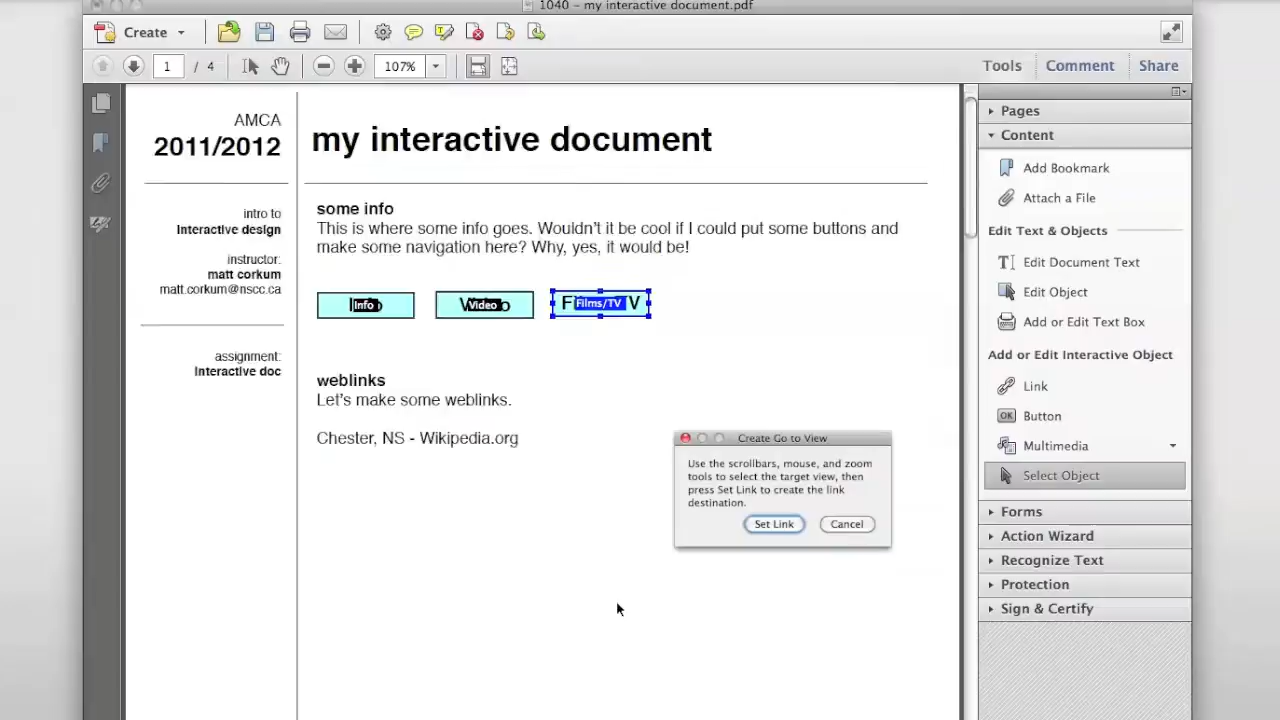 1040 – my interactive document.pdf
Create
1 / 4
107%
Tools
Comment
Share
AMCA
2011/2012
intro to
Interactive design
instructor:
matt corkum
matt.corkum@nscc.ca
assignment:
Interactive doc
my interactive document
some info
This is where some info goes. Wouldn't it be cool if I could put some buttons and
make some navigation here? Why, yes, it would be!
Info
Video
Films/TV
weblinks
Let's make some weblinks.
Chester, NS - Wikipedia.org
Create Go to View
Use the scrollbars, mouse, and zoom
tools to select the target view, then
press Set Link to create the link
destination.
Set Link
Cancel
Pages
Content
Add Bookmark
Attach a File
Edit Text & Objects
Edit Document Text
Edit Object
Add or Edit Text Box
Add or Edit Interactive Object
Link
OK Button
Multimedia
Select Object
Forms
Action Wizard
Recognize Text
Protection
Sign & Certify